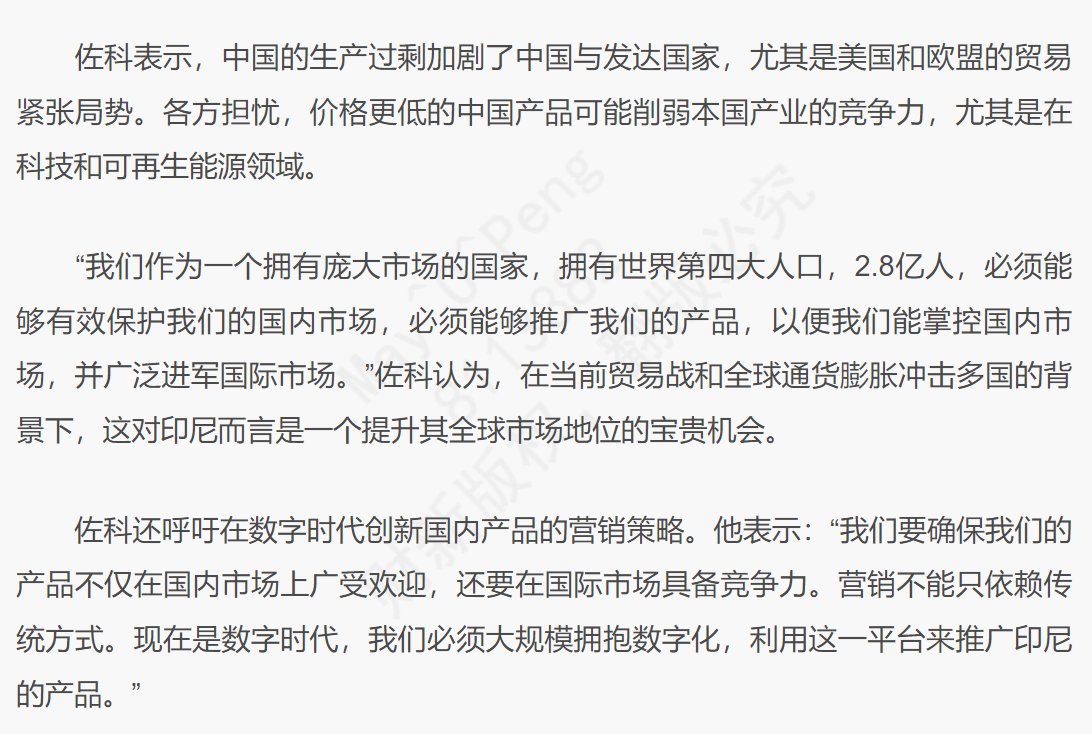 佐科表示，中国的生产过剩加剧了中国与发达国家，尤其是美国和欧盟的贸易
紧张局势。各方担忧，价格更低的中国产品可能削弱本国产业的竞争力，尤其是在
科技和可再生能源领域。
“我们作为一个拥有庞大市场的国家，拥有世界第四大人口，2.8亿人，必须能
够有效保护我们的国内市场，必须能够推广我们的产品，以便我们能掌控国内市
场，并广泛进军国际市场。”佐科认为，在当前贸易战和全球通货膨胀冲击多国的背
景下，这对印尼而言是一个提升其全球市场地位的宝贵机会。
佐科还呼吁在数字时代创新国内产品的营销策略。他表示：“我们要确保我们的
产品不仅在国内市场上广受欢迎，还要在国际市场具备竞争力。营销不能只依赖传
统方式。现在是数字时代，我们必须大规模拥抱数字化，利用这一平台来推广印尼
的产品。”
财新版权，翻版必究